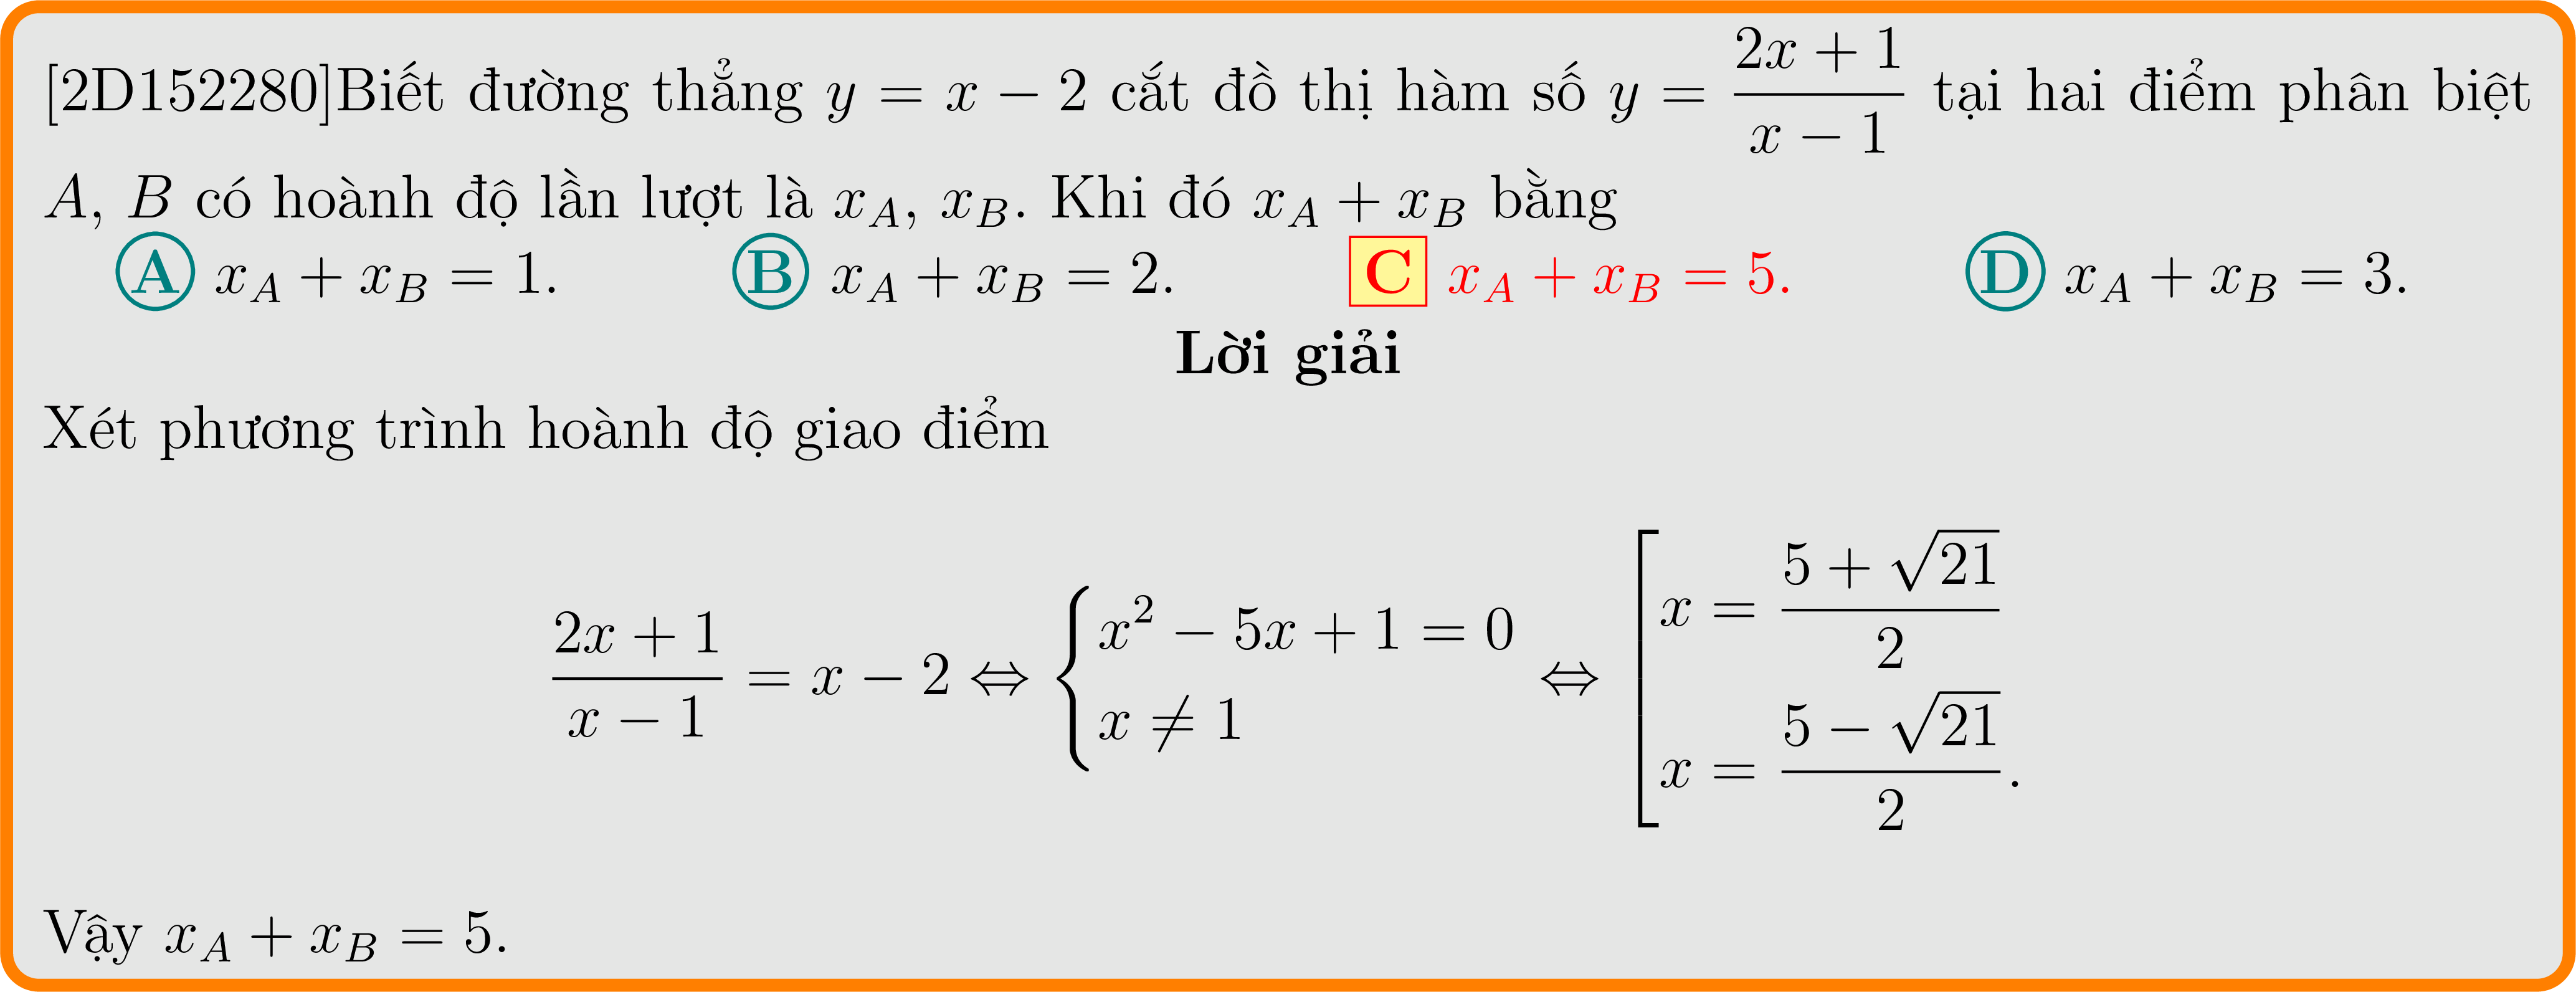 [2D152280]Biết đường thẳng y = x − 2 cắt đồ thị hàm số y = \frac{2x + 1}{x − 1} tại hai điểm phân biệt
A, B có hoành độ lần lượt là x_A, x_B. Khi đó x_A + x_B bằng
A x_A + x_B = 1. B x_A + x_B = 2. C x_A + x_B = 5. D x_A + x_B = 3.
Lời giải
Xét phương trình hoành độ giao điểm
\frac{2x + 1}{x − 1} = x − 2 ⇔ \begin{cases} x^2 − 5x + 1 = 0 \\ x ≠ 1 \end{cases} ⇔ \left[ \begin{array}{l} x = \frac{5 + \sqrt{21}}{2} \\ x = \frac{5 − \sqrt{21}}{2}. \end{array} \right.
Vậy x_A + x_B = 5.